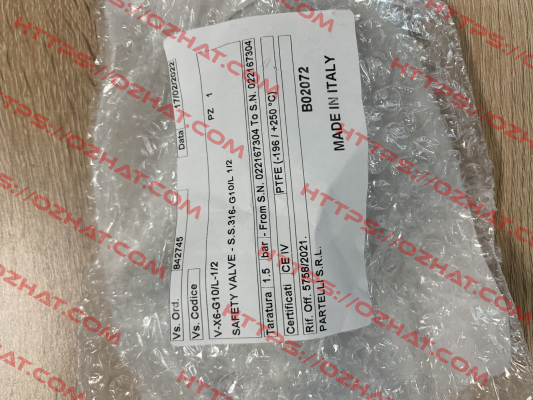 Vs. Ord. 842745 Data 17/02/2022
Vs. Codice
V-X6-G10/L-1/2 PZ 1
SAFETY VALVE - S.S.316- G10/L 1/2
Taratura 1.5 bar - From S.N. 022167304 To S.N. 022167304
Certificati CE IV PTFE (-196 / +250 °C)
Rif. Off. 5758/2021. B02072
PARTELLI S.R.L.
MADE IN ITALY
HTTPS://OZHAT.COM